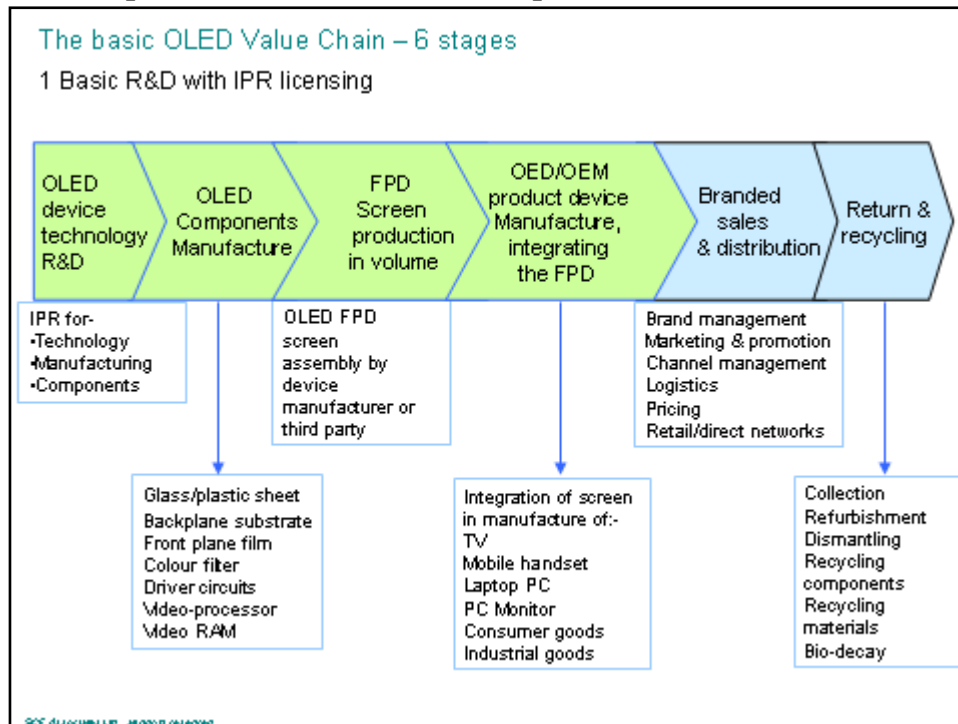 The basic OLED Value Chain – 6 stages
1 Basic R&D with IPR licensing
OLED
device
technology
R&D
OLED
Components
Manufacture
FPD
Screen
production
in volume
OED/OEM
product device
Manufacture,
integrating
the FPD
Branded
sales
& distribution
Return &
recycling
IPR for-
•Technology
•Manufacturing
•Components
OLED FPD
screen
assembly by
device
manufacturer or
third party
Brand management
Marketing & promotion
Channel management
Logistics
Pricing
Retail/direct networks
Glass/plastic sheet
Backplane substrate
Front plane film
Colour filter
Driver circuits
Video-processor
Video RAM
Integration of screen
in manufacture of:-
TV
Mobile handset
Laptop PC
PC Monitor
Consumer goods
Industrial goods
Collection
Refurbishment
Dismantling
Recycling
components
Recycling
materials
Bio-decay